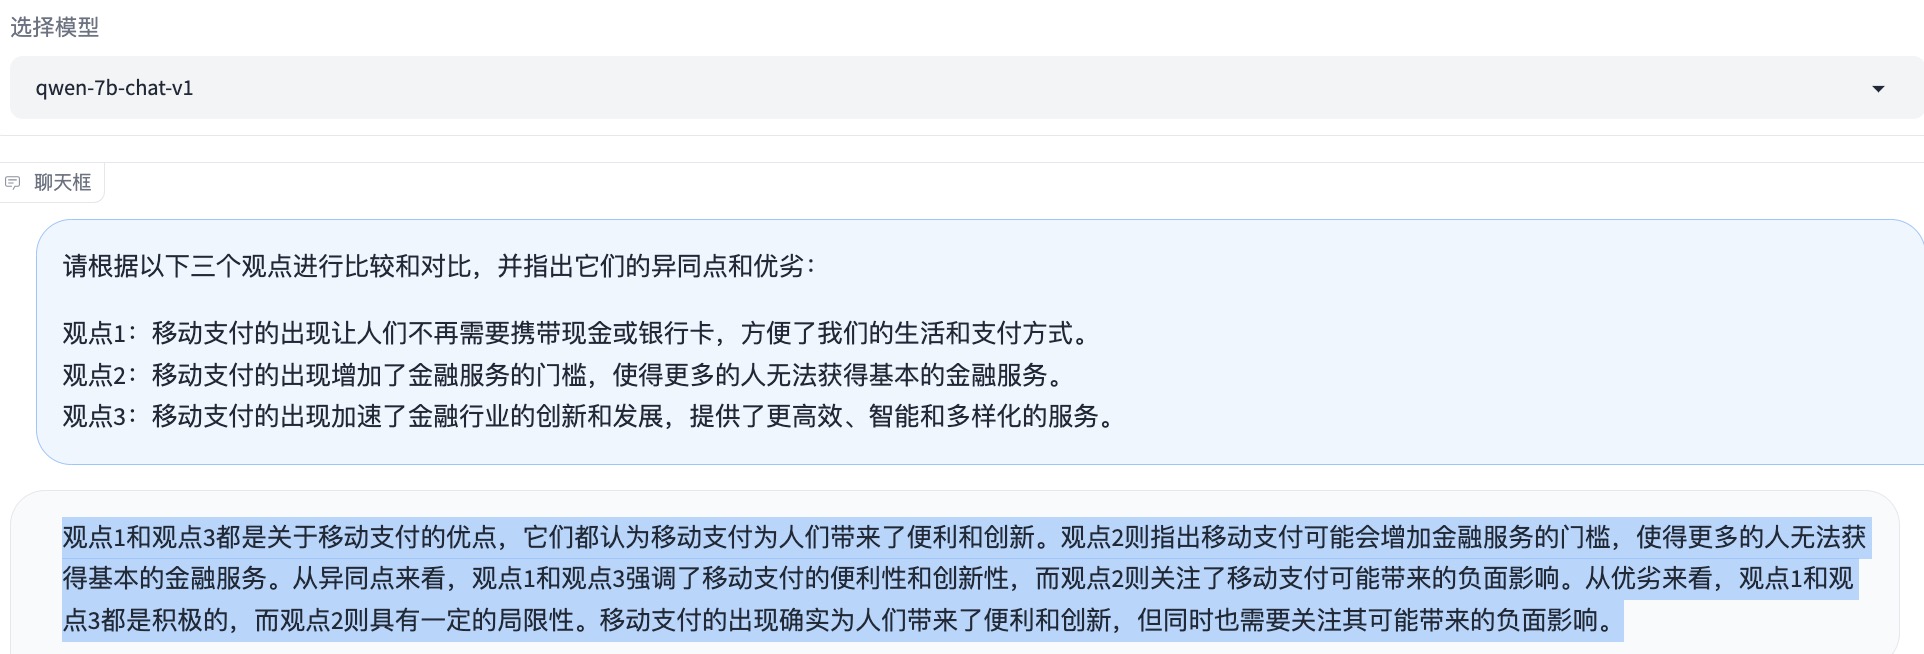 选择模型
qwen-7b-chat-v1
聊天框
请根据以下三个观点进行比较和对比，并指出它们的异同点和优劣：
观点1：移动支付的出现让人们不再需要携带现金或银行卡，方便了我们的生活和支付方式。
观点2：移动支付的出现增加了金融服务的门槛，使得更多的人无法获得基本的金融服务。
观点3：移动支付的出现加速了金融行业的创新和发展，提供了更高效、智能和多样化的服务。
观点1和观点3都是关于移动支付的优点，它们都认为移动支付为人们带来了便利和创新。观点2则指出移动支付可能会增加金融服务的门槛，使得更多的人无法获
得基本的金融服务。从异同点来看，观点1和观点3强调了移动支付的便利性和创新性，而观点2则关注了移动支付可能带来的负面影响。从优劣来看，观点1和观
点3都是积极的，而观点2则具有一定的局限性。移动支付的出现确实为人们带来了便利和创新，但同时也需要关注其可能带来的负面影响。